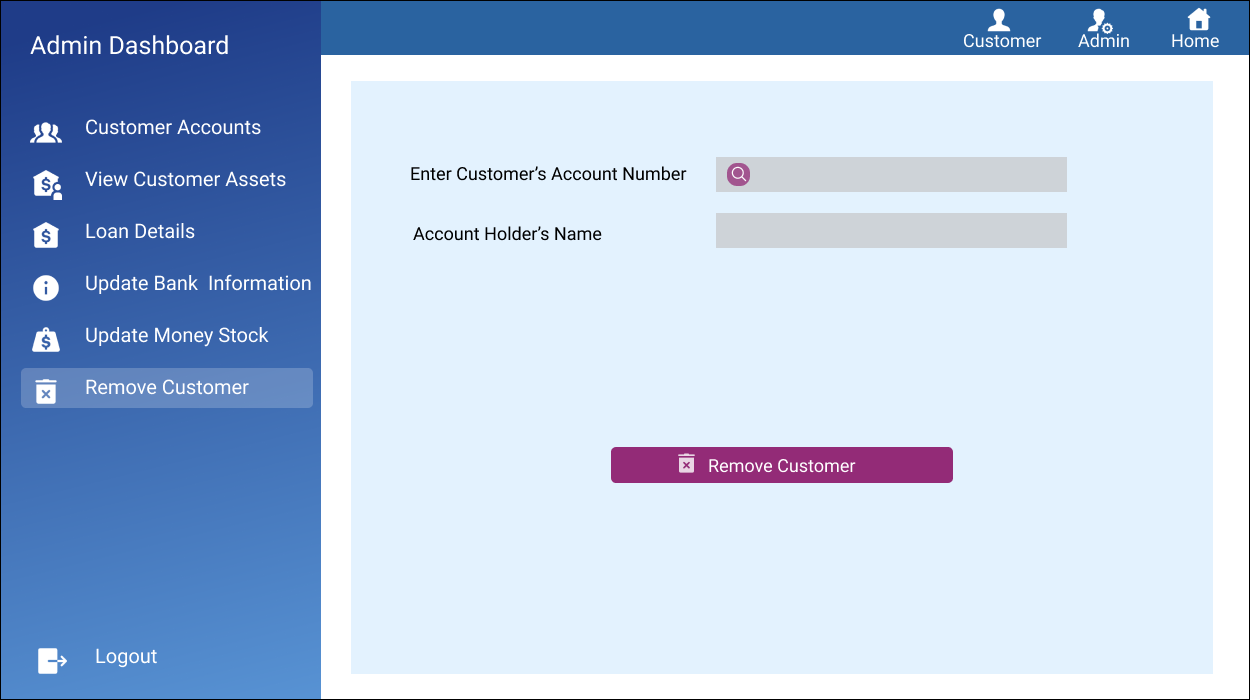 Admin Dashboard
Customer
Admin
Home
Customer Accounts
View Customer Assets
Loan Details
Update Bank  Information
Update Money Stock
Remove Customer
Logout
Enter Customer’s Account Number
Account Holder’s Name
Remove Customer